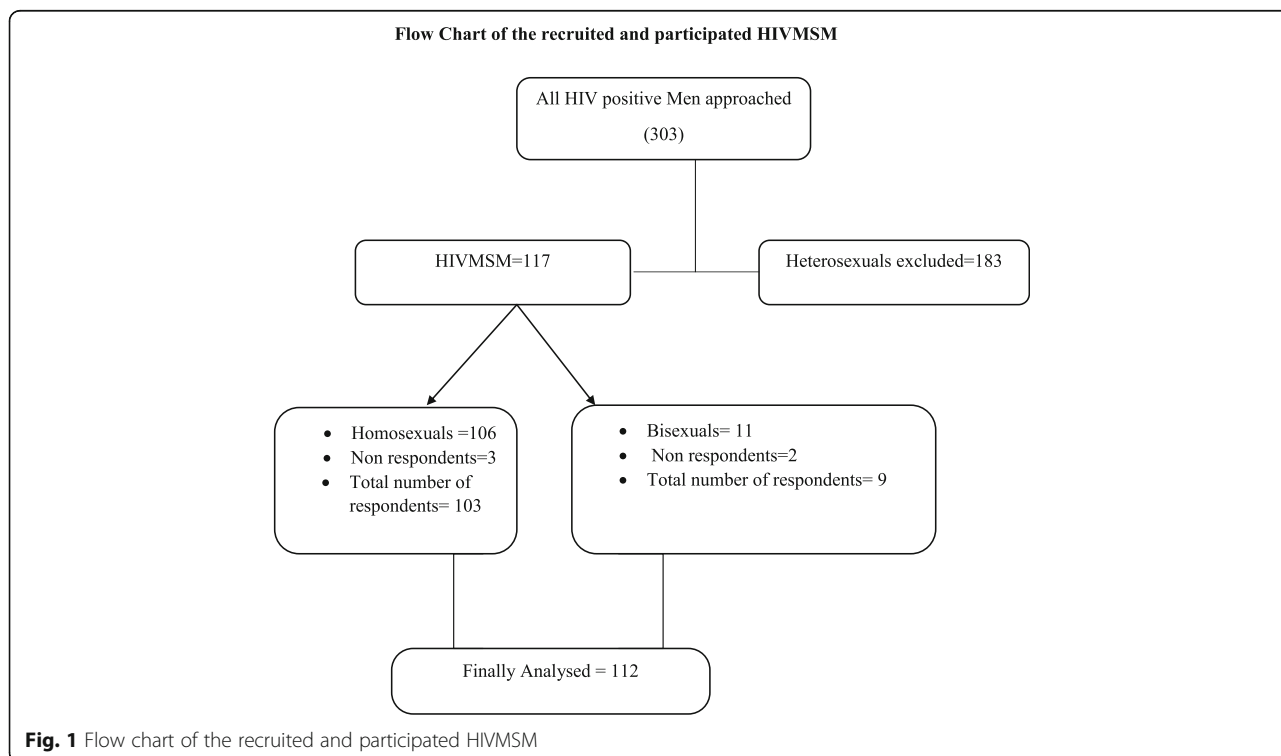 Flow Chart of the recruited and participated HIVMSM
All HIV positive Men approached
(303)
HIVMSM=117
Heterosexuals excluded=183
• Homosexuals =106
• Non respondents=3
• Total number of
respondents= 103
• Bisexuals= 11
• Non respondents=2
• Total number of respondents= 9
Finally Analysed = 112
Fig. 1 Flow chart of the recruited and participated HIVMSM